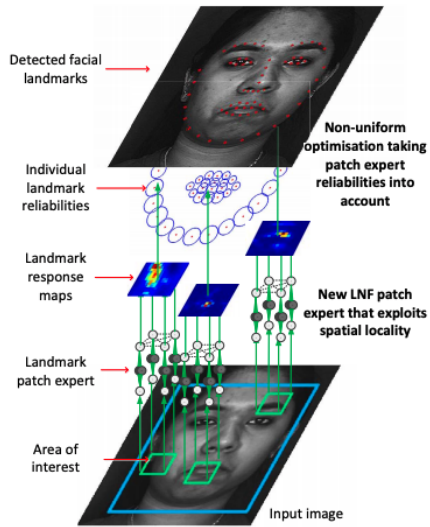 Detected facial
landmarks
Non-uniform
optimisation taking
patch expert
reliabilities into
account
Individual
landmark
reliabilities
Landmark
response
maps
New LNF patch
expert that exploits
spatial locality
Landmark
patch expert
Area of
interest
Input image